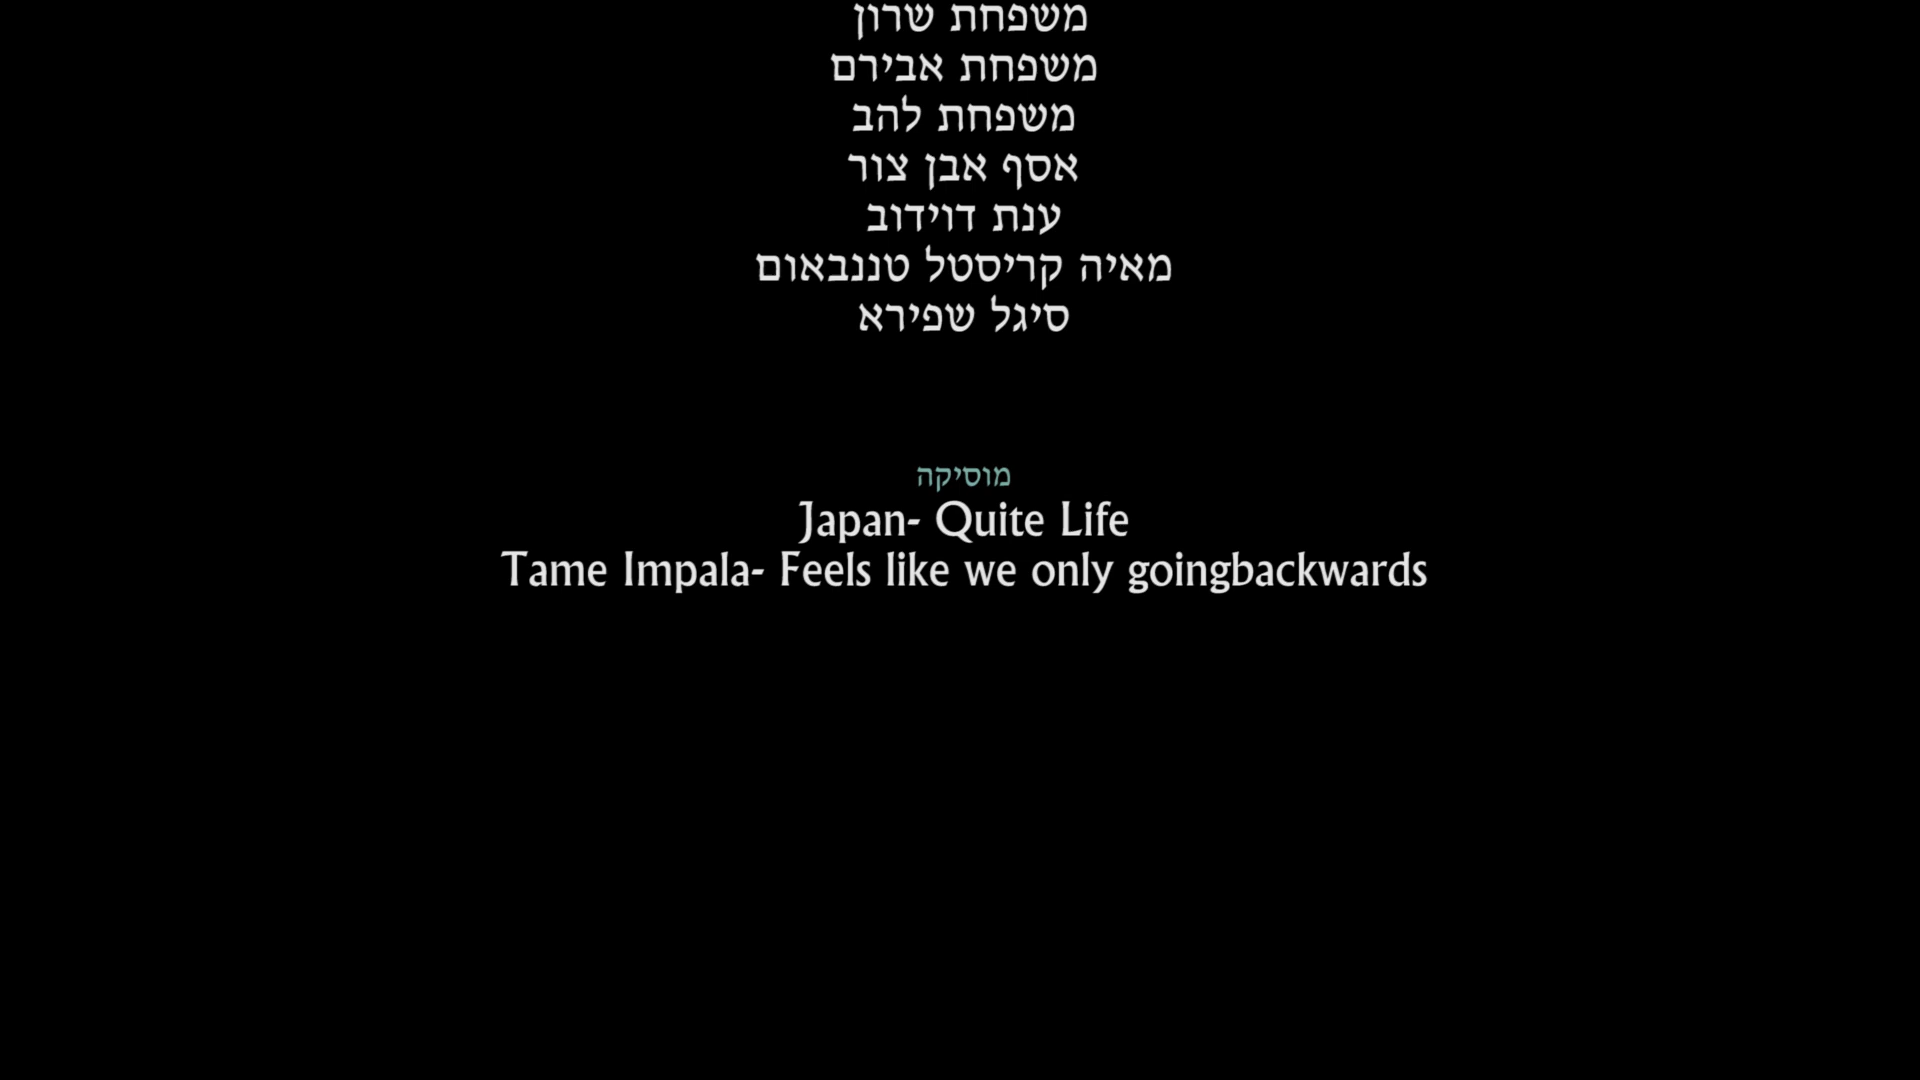 משפחת שרון
משפחת אבירם
משפחת להב
אסף אבן צור
ענת דוידוב
מאיה קריסטל טננבאום
סיגל שפירא
מוסיקה
Japan- Quite Life
Tame Impala- Feels like we only goingbackwards